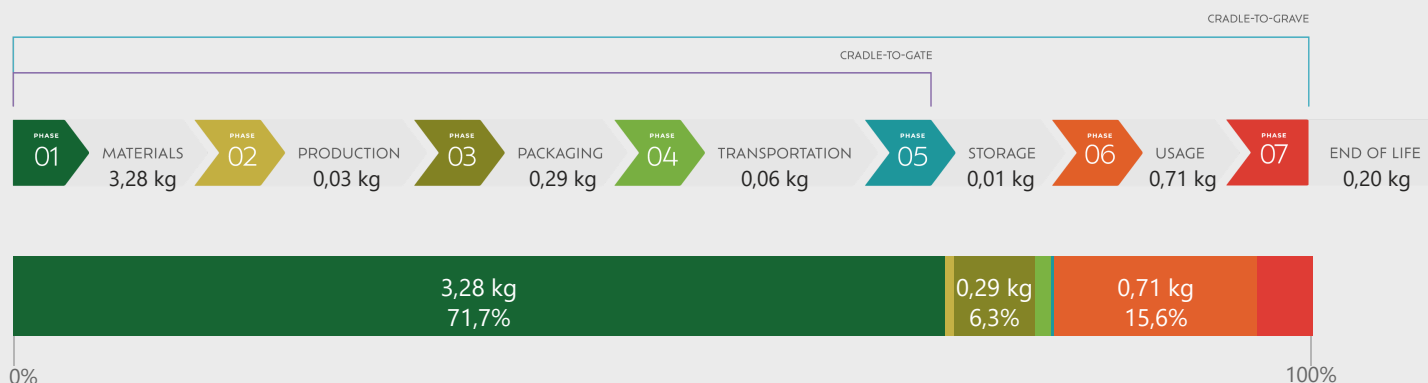 CRADLE-TO-GRAVE
CRADLE-TO-GATE
PHASE
01
MATERIALS
3,28 kg
PHASE
02
PRODUCTION
0,03 kg
PHASE
03
PACKAGING
0,29 kg
PHASE
04
TRANSPORTATION
0,06 kg
PHASE
05
STORAGE
0,01 kg
PHASE
06
USAGE
0,71 kg
PHASE
07
END OF LIFE
0,20 kg
3,28 kg
71,7%
0,29 kg
6,3%
0,71 kg
15,6%
0%
100%